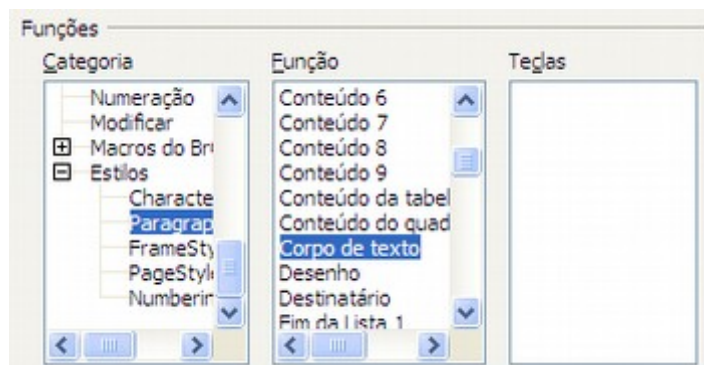 Funções
Categoria
Numeração
Modificar
Macros do Br
Estilos
Characte
Paragrap
FrameSty
PageStyl
Numberin
Função
Conteúdo 6
Conteúdo 7
Conteúdo 8
Conteúdo 9
Conteúdo da tabel
Conteúdo do quad
Corpo de texto
Desenho
Destinatário
Fim da Lista 1
Teclas